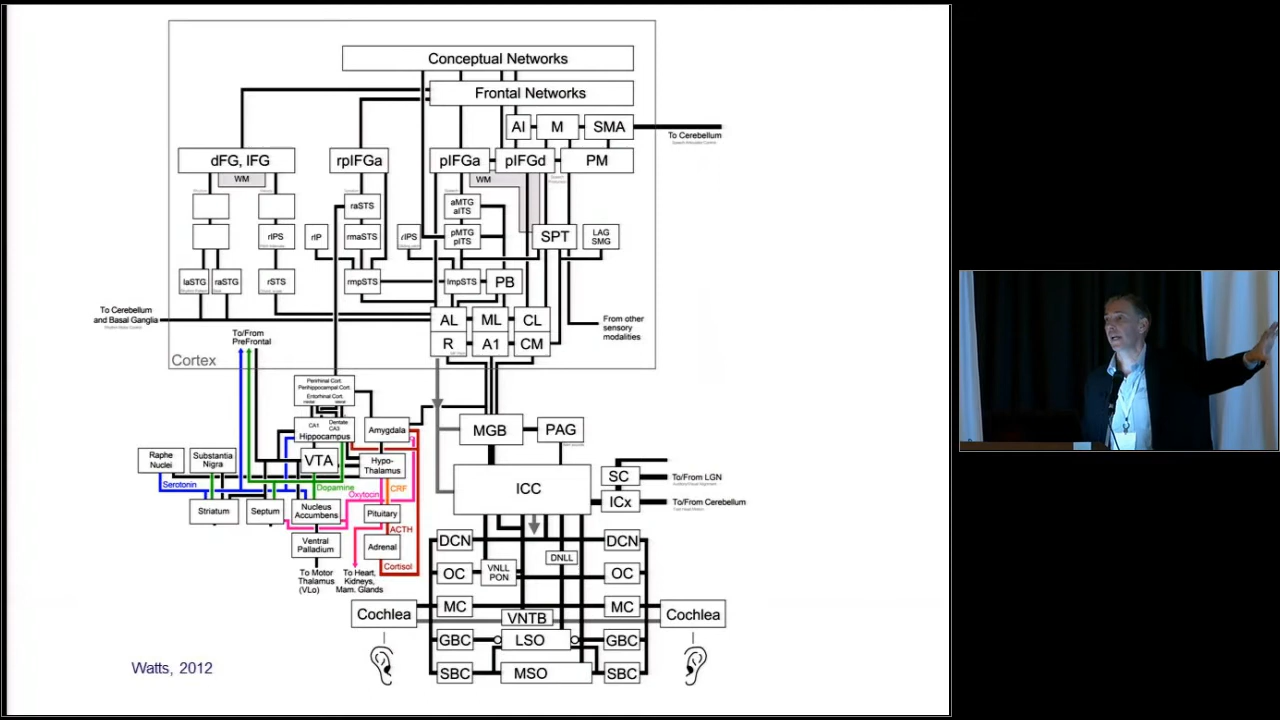 Conceptual Networks
Frontal Networks
AI
M
SMA
To Cerebellum
dFG, IFG
rpIFGa
pIFGa
pIFGd
PM
WM
WM
raSTS
aMTG
aITS
rIPS
rIP
rmaSTS
rIPS
pMTG
pITS
SPT
LAG
SMG
laSTG
raSTG
rSTS
rmpSTS
lmpSTS
PB
To Cerebellum
and Basal Ganglia
AL
ML
CL
From other
sensory
modalities
R
A1
CM
To/From
PreFrontal
Cortex
Perirhinal Cort.
Perihippocampal Cort.
Entorhinal Cort.
CA1
Dentate
CA3
Hippocampus
Amygdala
MGB
PAG
Raphe
Nuclei
Substantia
Nigra
VTA
Hypo-
Thalamus
Serotonin
Dopamine
Oxytocin
CRF
ICC
SC
To/From LGN
ICx
To/From Cerebellum
Striatum
Septum
Nucleus
Accumbens
Pituitary
ACTH
Ventral
Palladium
Adrenal
Cortisol
To Motor
Thalamus
(VLo)
To Heart,
Kidneys,
Mam. Glands
DCN
DNLL
DCN
OC
VNLL
PON
OC
Cochlea
MC
VNTB
MC
Cochlea
GBC
LSO
GBC
SBC
MSO
SBC
Watts, 2012